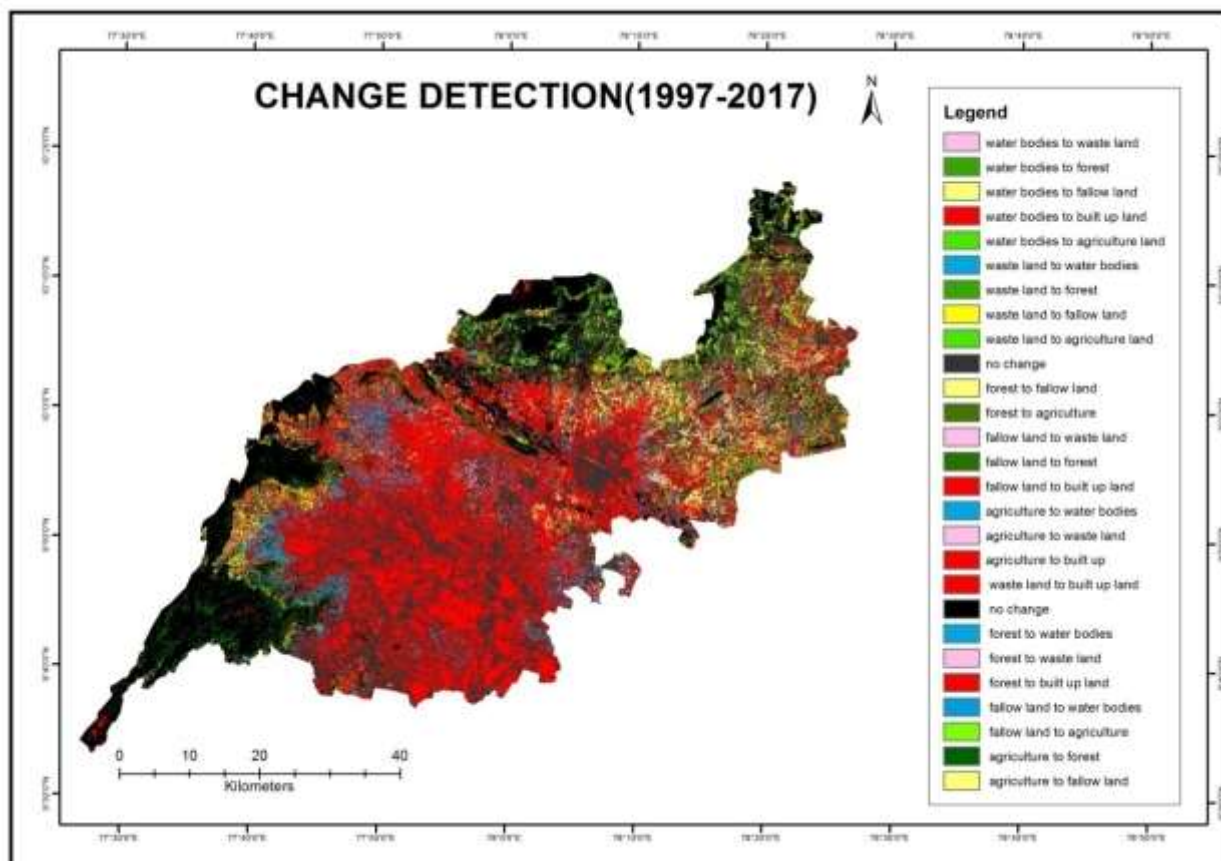 CHANGE DETECTION(1997-2017)
N
Legend
water bodies to waste land
water bodies to forest
water bodies to fallow land
water bodies to built up land
water bodies to agriculture land
waste land to water bodies
waste land to forest
waste land to fallow land
waste land to agriculture land
no change
forest to fallow land
forest to agriculture
fallow land to waste land
fallow land to forest
fallow land to built up land
agriculture to water bodies
agriculture to waste land
agriculture to built up
waste land to built up land
no change
forest to water bodies
forest to waste land
forest to built up land
fallow land to water bodies
fallow land to agriculture
agriculture to forest
agriculture to fallow land
0 10 20 40
Kilometers